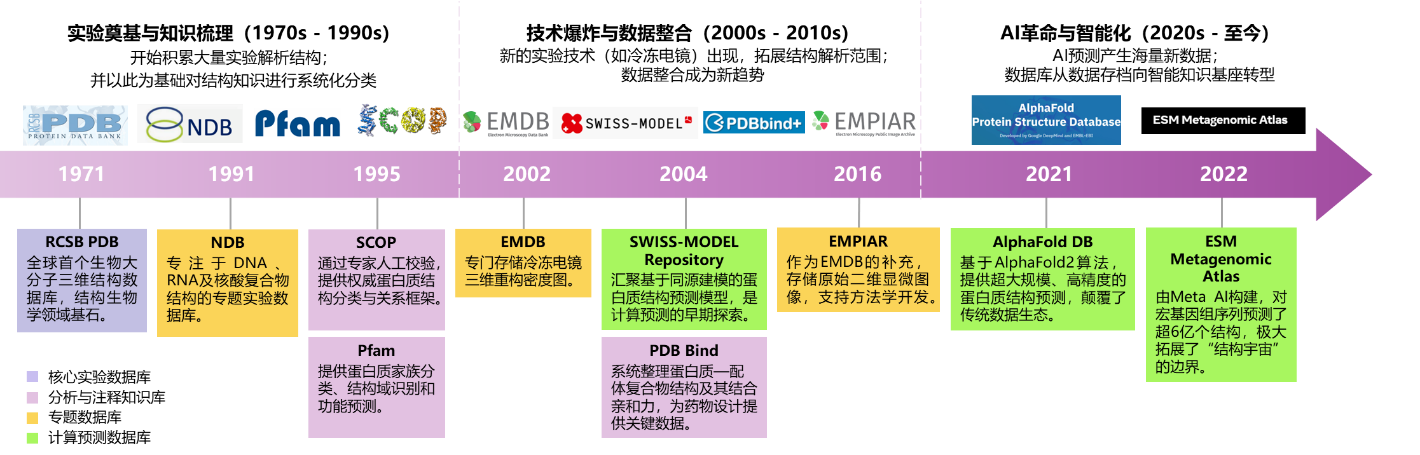 实验奠基与知识梳理（1970s - 1990s）
开始积累大量实验解析结构；
并以此为基础对结构知识进行系统化分类
技术爆炸与数据整合（2000s - 2010s）
新的实验技术（如冷冻电镜）出现，拓展结构解析范围；
数据整合成为新趋势
AI革命与智能化（2020s - 至今）
AI预测产生海量新数据；
数据库从数据存档向智能知识基座转型
RCSB
PDB
PROTEIN DATA BANK
NDB
Pfam
SCOP
EMDB
Electron Microscopy Data Bank
SWISS-MODEL
PDBbind+
EMPIAR
Electron Microscopy Public Image Archive
AlphaFold
Protein Structure Database
Developed by Google DeepMind and EMBL-EBI
ESM Metagenomic Atlas
1971
1991
1995
2002
2004
2016
2021
2022
RCSB PDB
全球首个生物大
分子三维结构数
据库，结构生物
学领域基石。
NDB
专注于DNA、
RNA及核酸复合物
结构的专题实验数
据库。
SCOP
通过专家人工校验，
提供权威蛋白质结
构分类与关系框架。
Pfam
提供蛋白质家族分
类、结构域识别和
功能预测。
EMDB
专门存储冷冻电镜
三维重构密度图。
SWISS-MODEL
Repository
汇聚基于同源建模的蛋
白质结构预测模型，是
计算预测的早期探索。
PDB Bind
系统整理蛋白质—配
体复合物结构及其结合
亲和力，为药物设计提
供关键数据。
EMPIAR
作为EMDB的补充，
存储原始二维显微图
像，支持方法学开发。
AlphaFold DB
基于AlphaFold2算法，
提供超大规模、高精度的
蛋白质结构预测，颠覆了
传统数据生态。
ESM
Metagenomic
Atlas
由Meta AI构建，对
宏基因组序列预测了
超6亿个结构，极大
拓展了“结构宇宙”
的边界。
核心实验数据库
分析与注释知识库
专题数据库
计算预测数据库